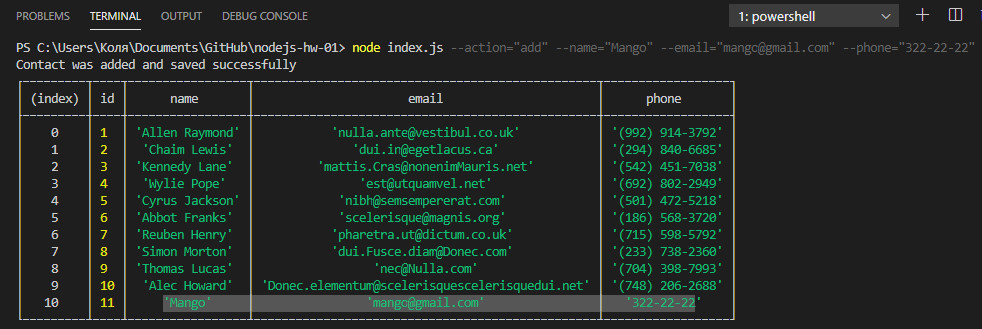 PROBLEMS TERMINAL OUTPUT DEBUG CONSOLE 1: powershell
PS C:\Users\Коля\Documents\GitHub\nodejs-hw-01> node index.js --action="add" --name="Mango" --email="mangc@gmail.com" --phone="322-22-22"
Contact was added and saved successfully
(index) id name email phone
0 1 'Allen Raymond' 'nulla.ante@vestibul.co.uk' '(992) 914-3792'
1 2 'Chaim Lewis' 'dui.in@egetlacus.ca' '(294) 840-6685'
2 3 'Kennedy Lane' 'mattis.Cras@nonenimMauris.net' '(542) 451-7038'
3 4 'Wylie Pope' 'est@utquamvel.net' '(692) 802-2949'
4 5 'Cyrus Jackson' 'nibh@semsempererat.com' '(501) 472-5218'
5 6 'Abbot Franks' 'scelerisque@magnis.org' '(186) 568-3720'
6 7 'Reuben Henry' 'pharetra.ut@dictum.co.uk' '(715) 598-5792'
7 8 'Simon Morton' 'dui.Fusce.diam@Donec.com' '(233) 738-2360'
8 9 'Thomas Lucas' 'nec@Nulla.com' '(704) 398-7993'
9 10 'Alec Howard' 'Donec.elementum@scelerisquescelerisquedui.net' '(748) 206-2688'
10 11 'Mango' 'mangc@gmail.com' '322-22-22'